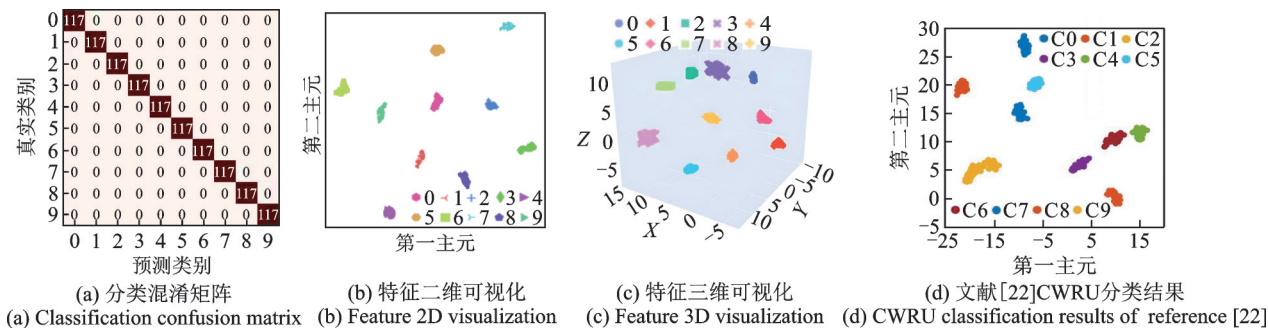 真实类别
0 117 0 0 0 0 0 0 0 0 0
1 0 117 0 0 0 0 0 0 0 0
2 0 0 117 0 0 0 0 0 0 0
3 0 0 0 117 0 0 0 0 0 0
4 0 0 0 0 117 0 0 0 0 0
5 0 0 0 0 0 117 0 0 0 0
6 0 0 0 0 0 0 117 0 0 0
7 0 0 0 0 0 0 0 117 0 0
8 0 0 0 0 0 0 0 0 117 0
9 0 0 0 0 0 0 0 0 0 117
0 1 2 3 4 5 6 7 8 9
预测类别
(a) 分类混淆矩阵
(a) Classification confusion matrix
第二主元
0 1 2 3 4
5 6 7 8 9
第一主元
(b) 特征二维可视化
(b) Feature 2D visualization
0 1 2 3 4
5 6 7 8 9
Z
10
5
0
−5
15 10 5 0 −5
X
−10
−5
0
5
10
Y
(c) 特征三维可视化
(c) Feature 3D visualization
第二主元
30
25
20
15
10
5
0
−5
C0 C1 C2
C3 C4 C5
C6 C7 C8 C9
−25 −15 −5 5 15
第一主元
(d) 文献[22]CWRU分类结果
(d) CWRU classification results of reference [22]